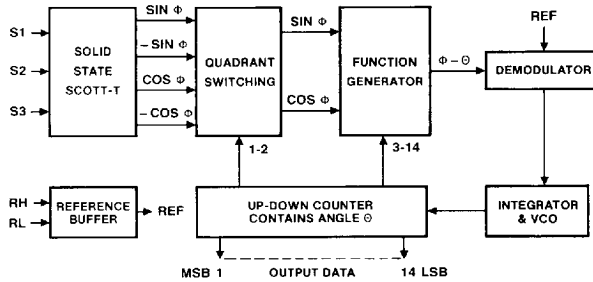 SIN Φ
REF
S1
SOLID
STATE
SCOTT-T
– SIN Φ
QUADRANT
SWITCHING
SIN Φ
FUNCTION
GENERATOR
Φ – Θ
DEMODULATOR
S2
COS Φ
S3
– COS Φ
COS Φ
1-2
3-14
RH
RL
REFERENCE
BUFFER
REF
UP-DOWN COUNTER
CONTAINS ANGLE Θ
INTEGRATOR
& VCO
MSB 1
OUTPUT DATA
14 LSB